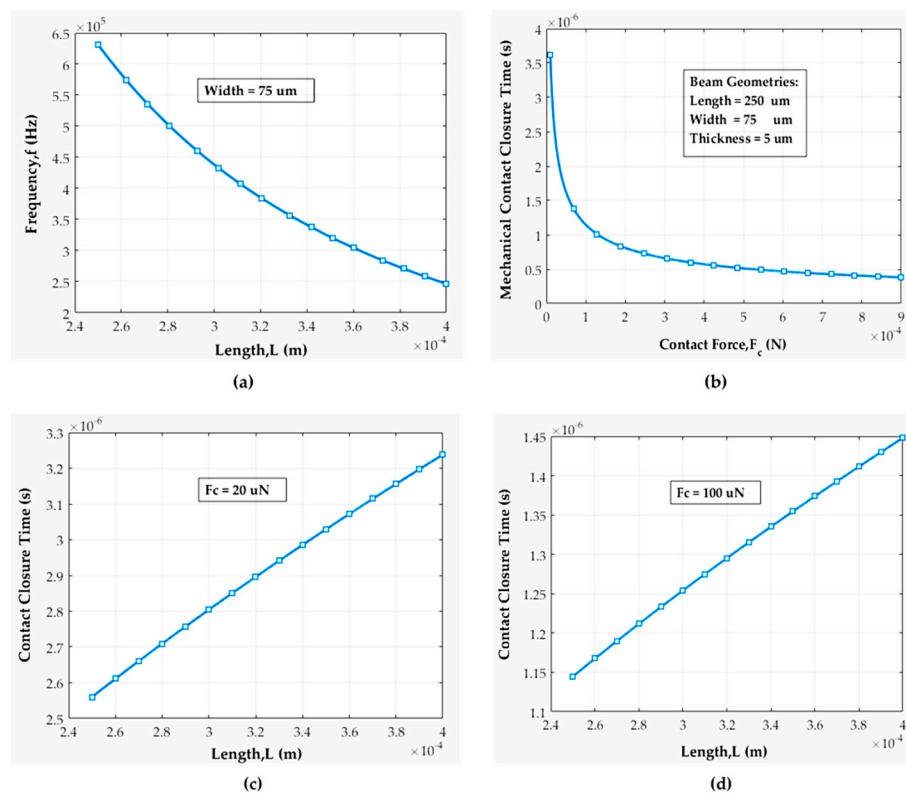 ×10⁵
6.5
6
5.5
5
4.5
4
3.5
3
2.5
2
Frequency,f (Hz)
Width = 75 um
2.4 2.6 2.8 3 3.2 3.4 3.6 3.8 4
×10⁻⁴
Length,L (m)
(a)
×10⁻⁶
4
3.5
3
2.5
2
1.5
1
0.5
0
Mechanical Contact Closure Time (s)
Beam Geometries:
Length = 250 um
Width = 75 um
Thickness = 5 um
0 1 2 3 4 5 6 7 8 9
×10⁻⁴
Contact Force,F_c (N)
(b)
×10⁻⁶
3.3
3.2
3.1
3
2.9
2.8
2.7
2.6
2.5
Contact Closure Time (s)
Fc = 20 uN
2.4 2.6 2.8 3 3.2 3.4 3.6 3.8 4
×10⁻⁴
Length,L (m)
(c)
×10⁻⁶
1.45
1.4
1.35
1.3
1.25
1.2
1.15
1.1
Contact Closure Time (s)
Fc = 100 uN
2.4 2.6 2.8 3 3.2 3.4 3.6 3.8 4
×10⁻⁴
Length,L (m)
(d)